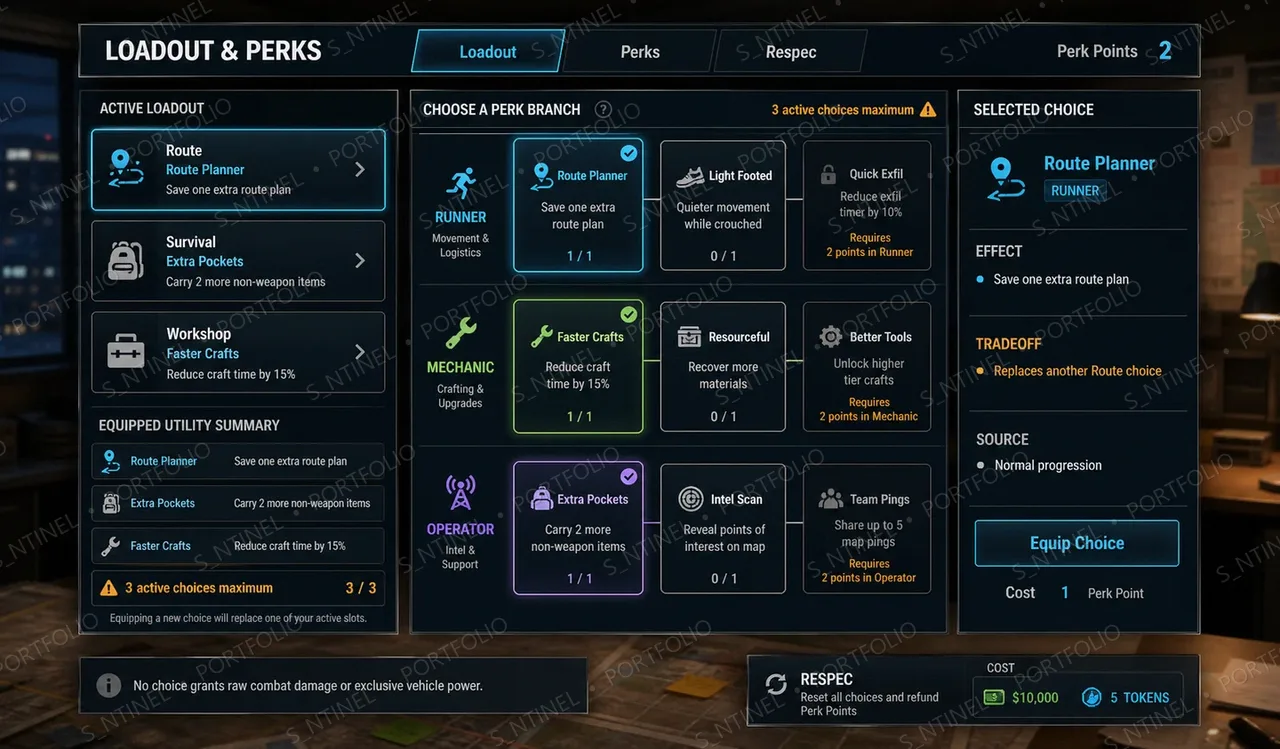 LOADOUT & PERKS
Loadout
Perks
Respec
Perk Points 2
ACTIVE LOADOUT
Route
Route Planner
Save one extra route plan
Survival
Extra Pockets
Carry 2 more non-weapon items
Workshop
Faster Crafts
Reduce craft time by 15%
EQUIPPED UTILITY SUMMARY
Route Planner Save one extra route plan
Extra Pockets Carry 2 more non-weapon items
Faster Crafts Reduce craft time by 15%
3 active choices maximum 3 / 3
Equipping a new choice will replace one of your active slots.
CHOOSE A PERK BRANCH ?
3 active choices maximum
RUNNER
Movement &
Logistics
Route Planner
Save one extra
route plan
1 / 1
Light Footed
Quieter movement
while crouched
0 / 1
Quick Exfil
Reduce exfil
timer by 10%
Requires
2 points in Runner
MECHANIC
Crafting &
Upgrades
Faster Crafts
Reduce craft
time by 15%
1 / 1
Resourceful
Recover more
materials
0 / 1
Better Tools
Unlock higher
tier crafts
Requires
2 points in Mechanic
OPERATOR
Intel &
Support
Extra Pockets
Carry 2 more
non-weapon items
1 / 1
Intel Scan
Reveal points of
interest on map
0 / 1
Team Pings
Share up to 5
map pings
Requires
2 points in Operator
SELECTED CHOICE
Route Planner
RUNNER
EFFECT
Save one extra route plan
TRADEOFF
Replaces another Route choice
SOURCE
Normal progression
Equip Choice
Cost 1 Perk Point
No choice grants raw combat damage or exclusive vehicle power.
RESPEC
Reset all choices and refund
Perk Points
COST
$10,000
5 TOKENS
S_NTINEL • PORTFOLIO